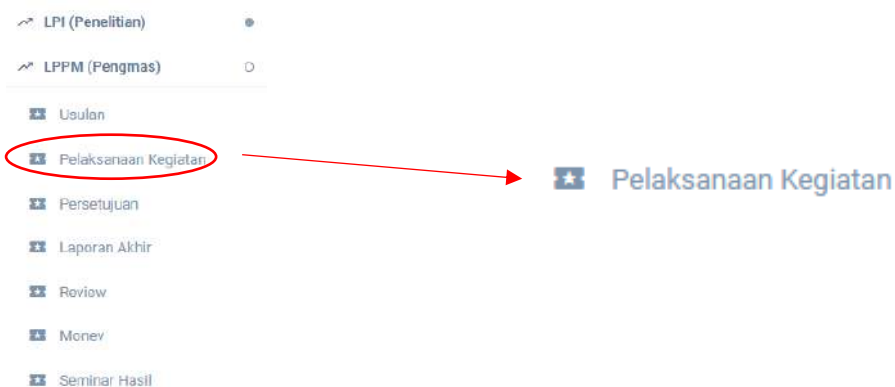 LPI (Penelitian)
LPPM (Pengmas)
Usulan
Pelaksanaan Kegiatan
Pelaksanaan Kegiatan
Persetujuan
Laporan Akhir
Review
Monev
Seminar Hasil